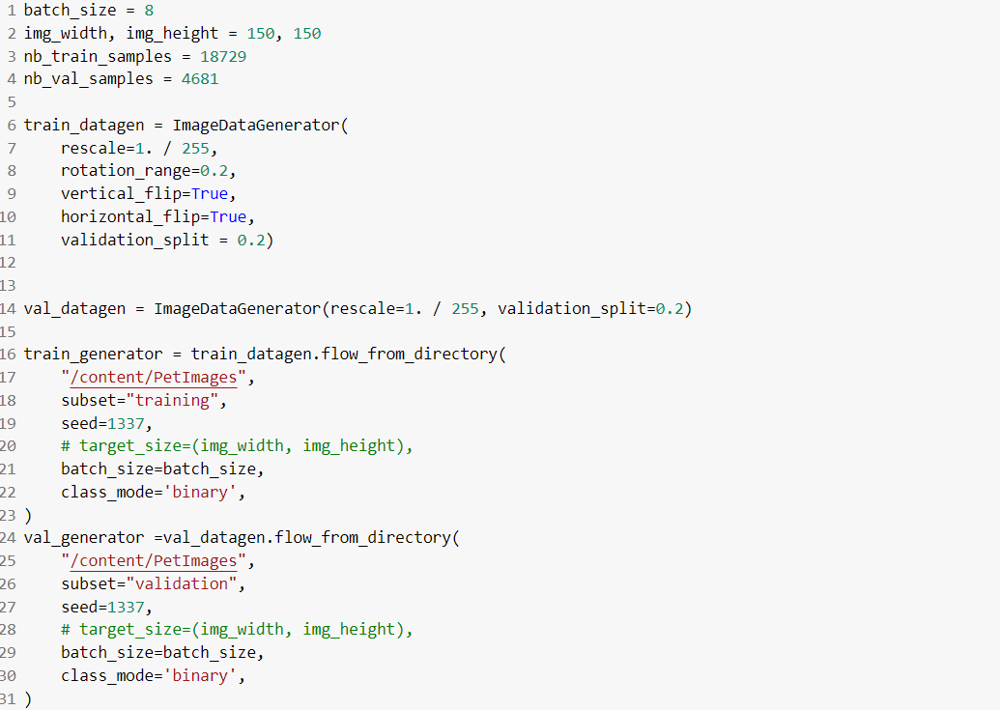 1 batch_size = 8
2 img_width, img_height = 150, 150
3 nb_train_samples = 18729
4 nb_val_samples = 4681
5
6 train_datagen = ImageDataGenerator(
7     rescale=1. / 255,
8     rotation_range=0.2,
9     vertical_flip=True,
10     horizontal_flip=True,
11     validation_split = 0.2)
12
13
14 val_datagen = ImageDataGenerator(rescale=1. / 255, validation_split=0.2)
15
16 train_generator = train_datagen.flow_from_directory(
17     "/content/PetImages",
18     subset="training",
19     seed=1337,
20     # target_size=(img_width, img_height),
21     batch_size=batch_size,
22     class_mode='binary',
23 )
24 val_generator =val_datagen.flow_from_directory(
25     "/content/PetImages",
26     subset="validation",
27     seed=1337,
28     # target_size=(img_width, img_height),
29     batch_size=batch_size,
30     class_mode='binary',
31 )